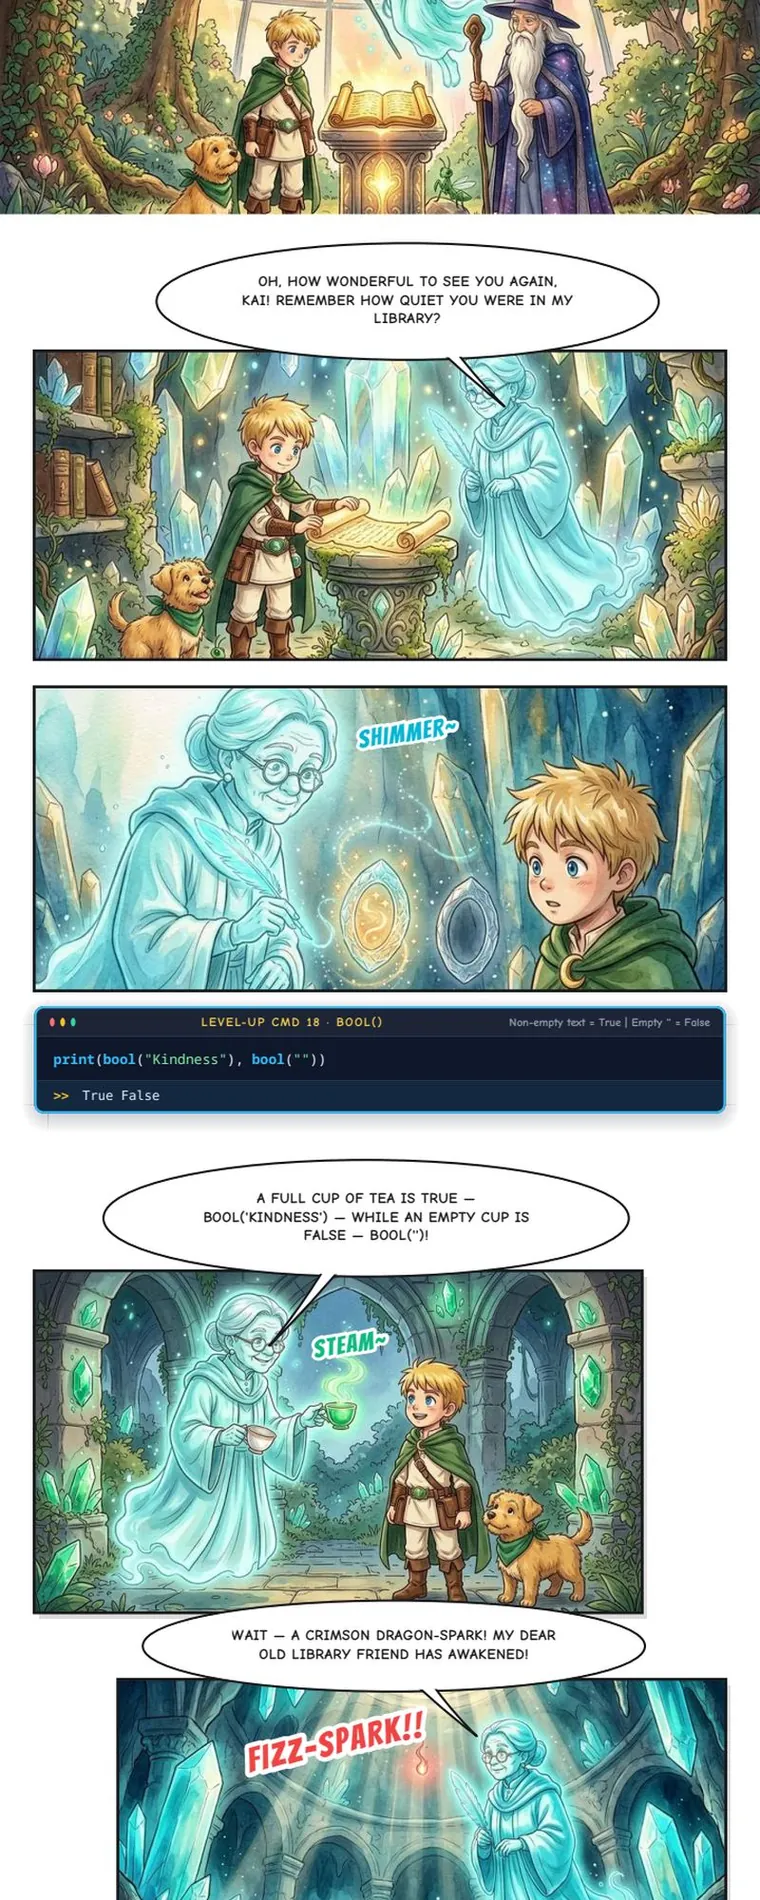 OH, HOW WONDERFUL TO SEE YOU AGAIN,
KAI! REMEMBER HOW QUIET YOU WERE IN MY
LIBRARY?
SHIMMER~
LEVEL-UP CMD 18 · BOOL()
Non-empty text = True | Empty '' = False
print(bool("Kindness"), bool(""))
>> True False
A FULL CUP OF TEA IS TRUE —
BOOL('KINDNESS') — WHILE AN EMPTY CUP IS
FALSE — BOOL('')!
STEAM~
WAIT — A CRIMSON DRAGON-SPARK! MY DEAR
OLD LIBRARY FRIEND HAS AWAKENED!
FIZZ-SPARK!!